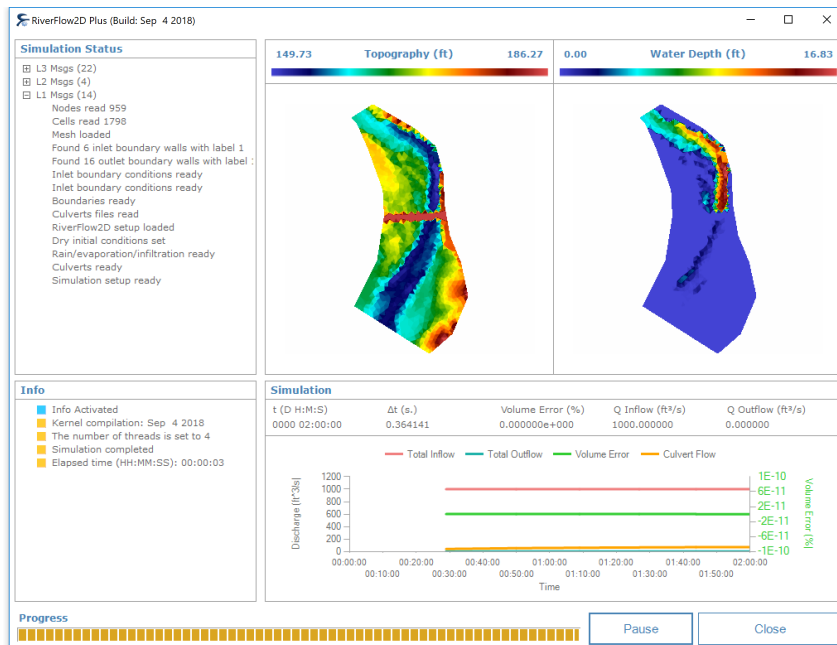 RiverFlow2D Plus (Build: Sep 4 2018)
Simulation Status
L3 Msgs (22)
L2 Msgs (4)
L1 Msgs (14)
Nodes read 959
Cells read 1798
Mesh loaded
Found 6 inlet boundary walls with label 1
Found 16 outlet boundary walls with label :
Inlet boundary conditions ready
Inlet boundary conditions ready
Boundaries ready
Culverts files read
RiverFlow2D setup loaded
Dry initial conditions set
Rain/evaporation/infiltration ready
Culverts ready
Simulation setup ready
149.73 Topography (ft) 186.27
0.00 Water Depth (ft) 16.83
Info
Info Activated
Kernel compilation: Sep 4 2018
The number of threads is set to 4
Simulation completed
Elapsed time (HH:MM:SS): 00:00:03
Simulation
t (D H:M:S) Δt (s.) Volume Error (%) Q Inflow (ft³/s) Q Outflow (ft³/s)
0000 02:00:00 0.364141 0.000000e+000 1000.000000 0.000000
Total Inflow Total Outflow Volume Error Culvert Flow
Discharge (ft^3ls)
1200
1000
800
600
400
200
0
1E-10
6E-11
2E-11
-2E-11
-6E-11
-1E-10
Volume Error [%]
00:00:00 00:20:00 00:40:00 01:00:00 01:20:00 01:40:00 02:00:00
00:10:00 00:30:00 00:50:00 01:10:00 01:30:00 01:50:00
Time
Progress
Pause
Close